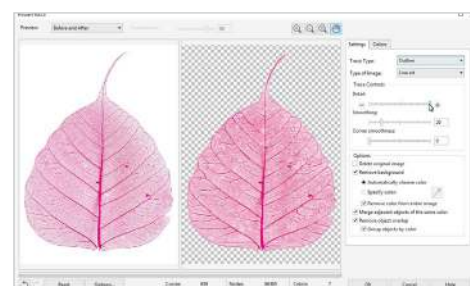 PowerTRACE
Preview: Before and After
Settings Colors
Trace Type: Outline
Type of image: Line art
Trace Controls
Detail:
Smoothing:
Corner smoothness:
0
Options
Delete original image
Remove background
Automatically choose color
Specify color:
Remove color from entire image
Merge adjacent objects of the same color
Remove object overlap
Group objects by color
Reset Options... Curves: Nodes: Colors: OK Cancel Help